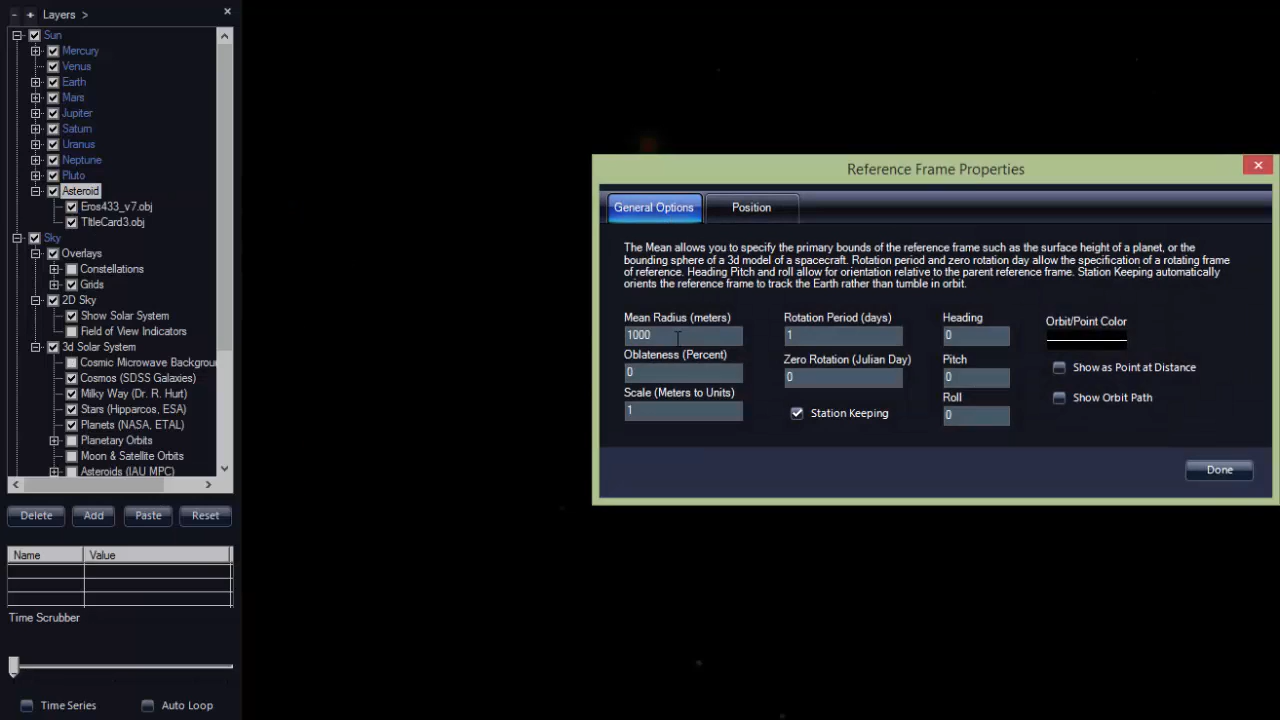 Layers >
Sun
Mercury
Venus
Earth
Mars
Jupiter
Saturn
Uranus
Neptune
Pluto
Asteroid
Eros433_v7.obj
TitleCard3.obj
Sky
Overlays
Constellations
Grids
2D Sky
Show Solar System
Field of View Indicators
3d Solar System
Cosmic Microwave Backgrou
Cosmos (SDSS Galaxies)
Milky Way (Dr. R. Hurt)
Stars (Hipparcos, ESA)
Planets (NASA, ETAL)
Planetary Orbits
Moon & Satellite Orbits
Asteroids (IAU MPC)
Delete Add Paste Reset
Name Value
Time Scrubber
Time Series Auto Loop
Reference Frame Properties
General Options Position
The Mean allows you to specify the primary bounds of the reference frame such as the surface height of a planet, or the
bounding sphere of a 3d model of a spacecraft. Rotation period and zero rotation day allow the specification of a rotating frame
of reference. Heading Pitch and roll allow for orientation relative to the parent reference frame. Station Keeping automatically
orients the reference frame to track the Earth rather than tumble in orbit.
Mean Radius (meters) Rotation Period (days) Heading Orbit/Point Color
1000 1 0
Oblateness (Percent) Zero Rotation (Julian Day) Pitch Show as Point at Distance
0 0 0
Scale (Meters to Units) Roll Show Orbit Path
1 Station Keeping 0
Done